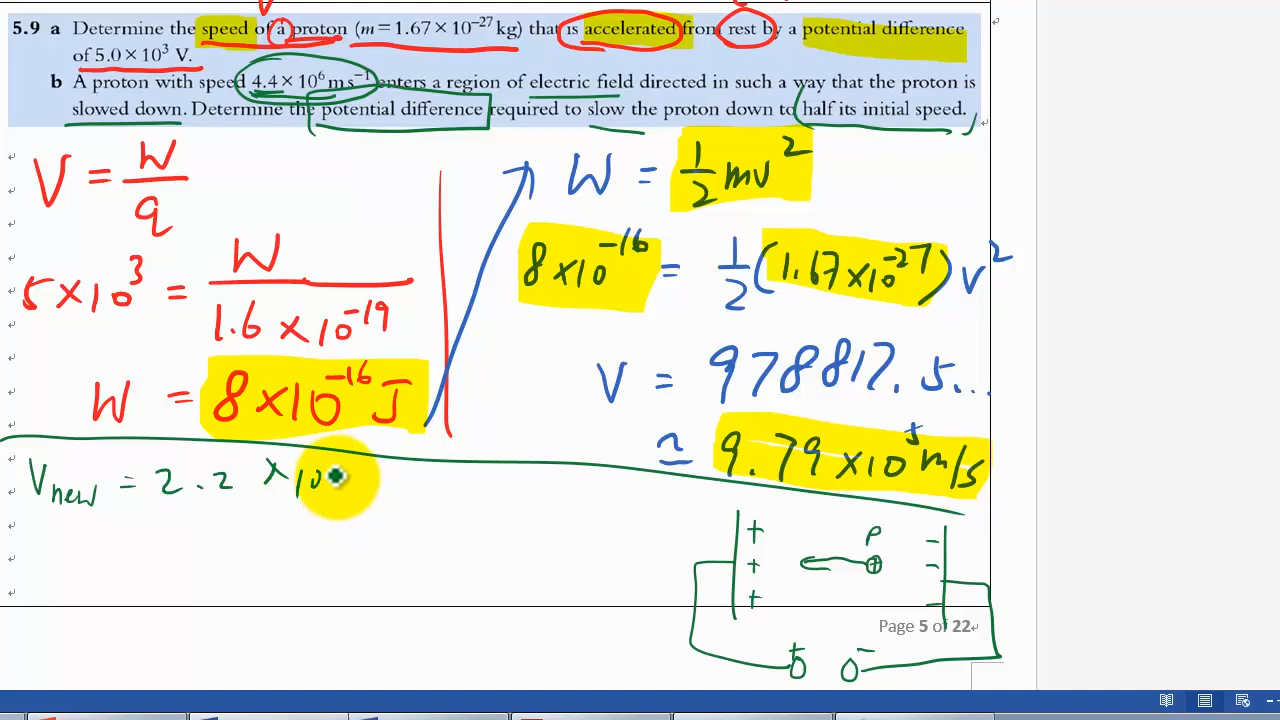 5.9 a Determine the speed of a proton (m = 1.67 × 10⁻²⁷ kg) that is accelerated from rest by a potential difference
of 5.0 × 10³ V.
b A proton with speed 4.4 × 10⁶ m s⁻¹ enters a region of electric field directed in such a way that the proton is
slowed down. Determine the potential difference required to slow the proton down to half its initial speed.
V = W/q
5 × 10³ = W / 1.6 × 10⁻¹⁹
W = 8 × 10⁻¹⁶ J
W = 1/2 mv²
8 × 10⁻¹⁶ = 1/2 (1.67 × 10⁻²⁷) v²
V = 978817.5...
≃ 9.79 × 10⁵ m/s
Vnew = 2.2 × 10
+ P −
+ + −
+ −
Page 5 of 22
+ −